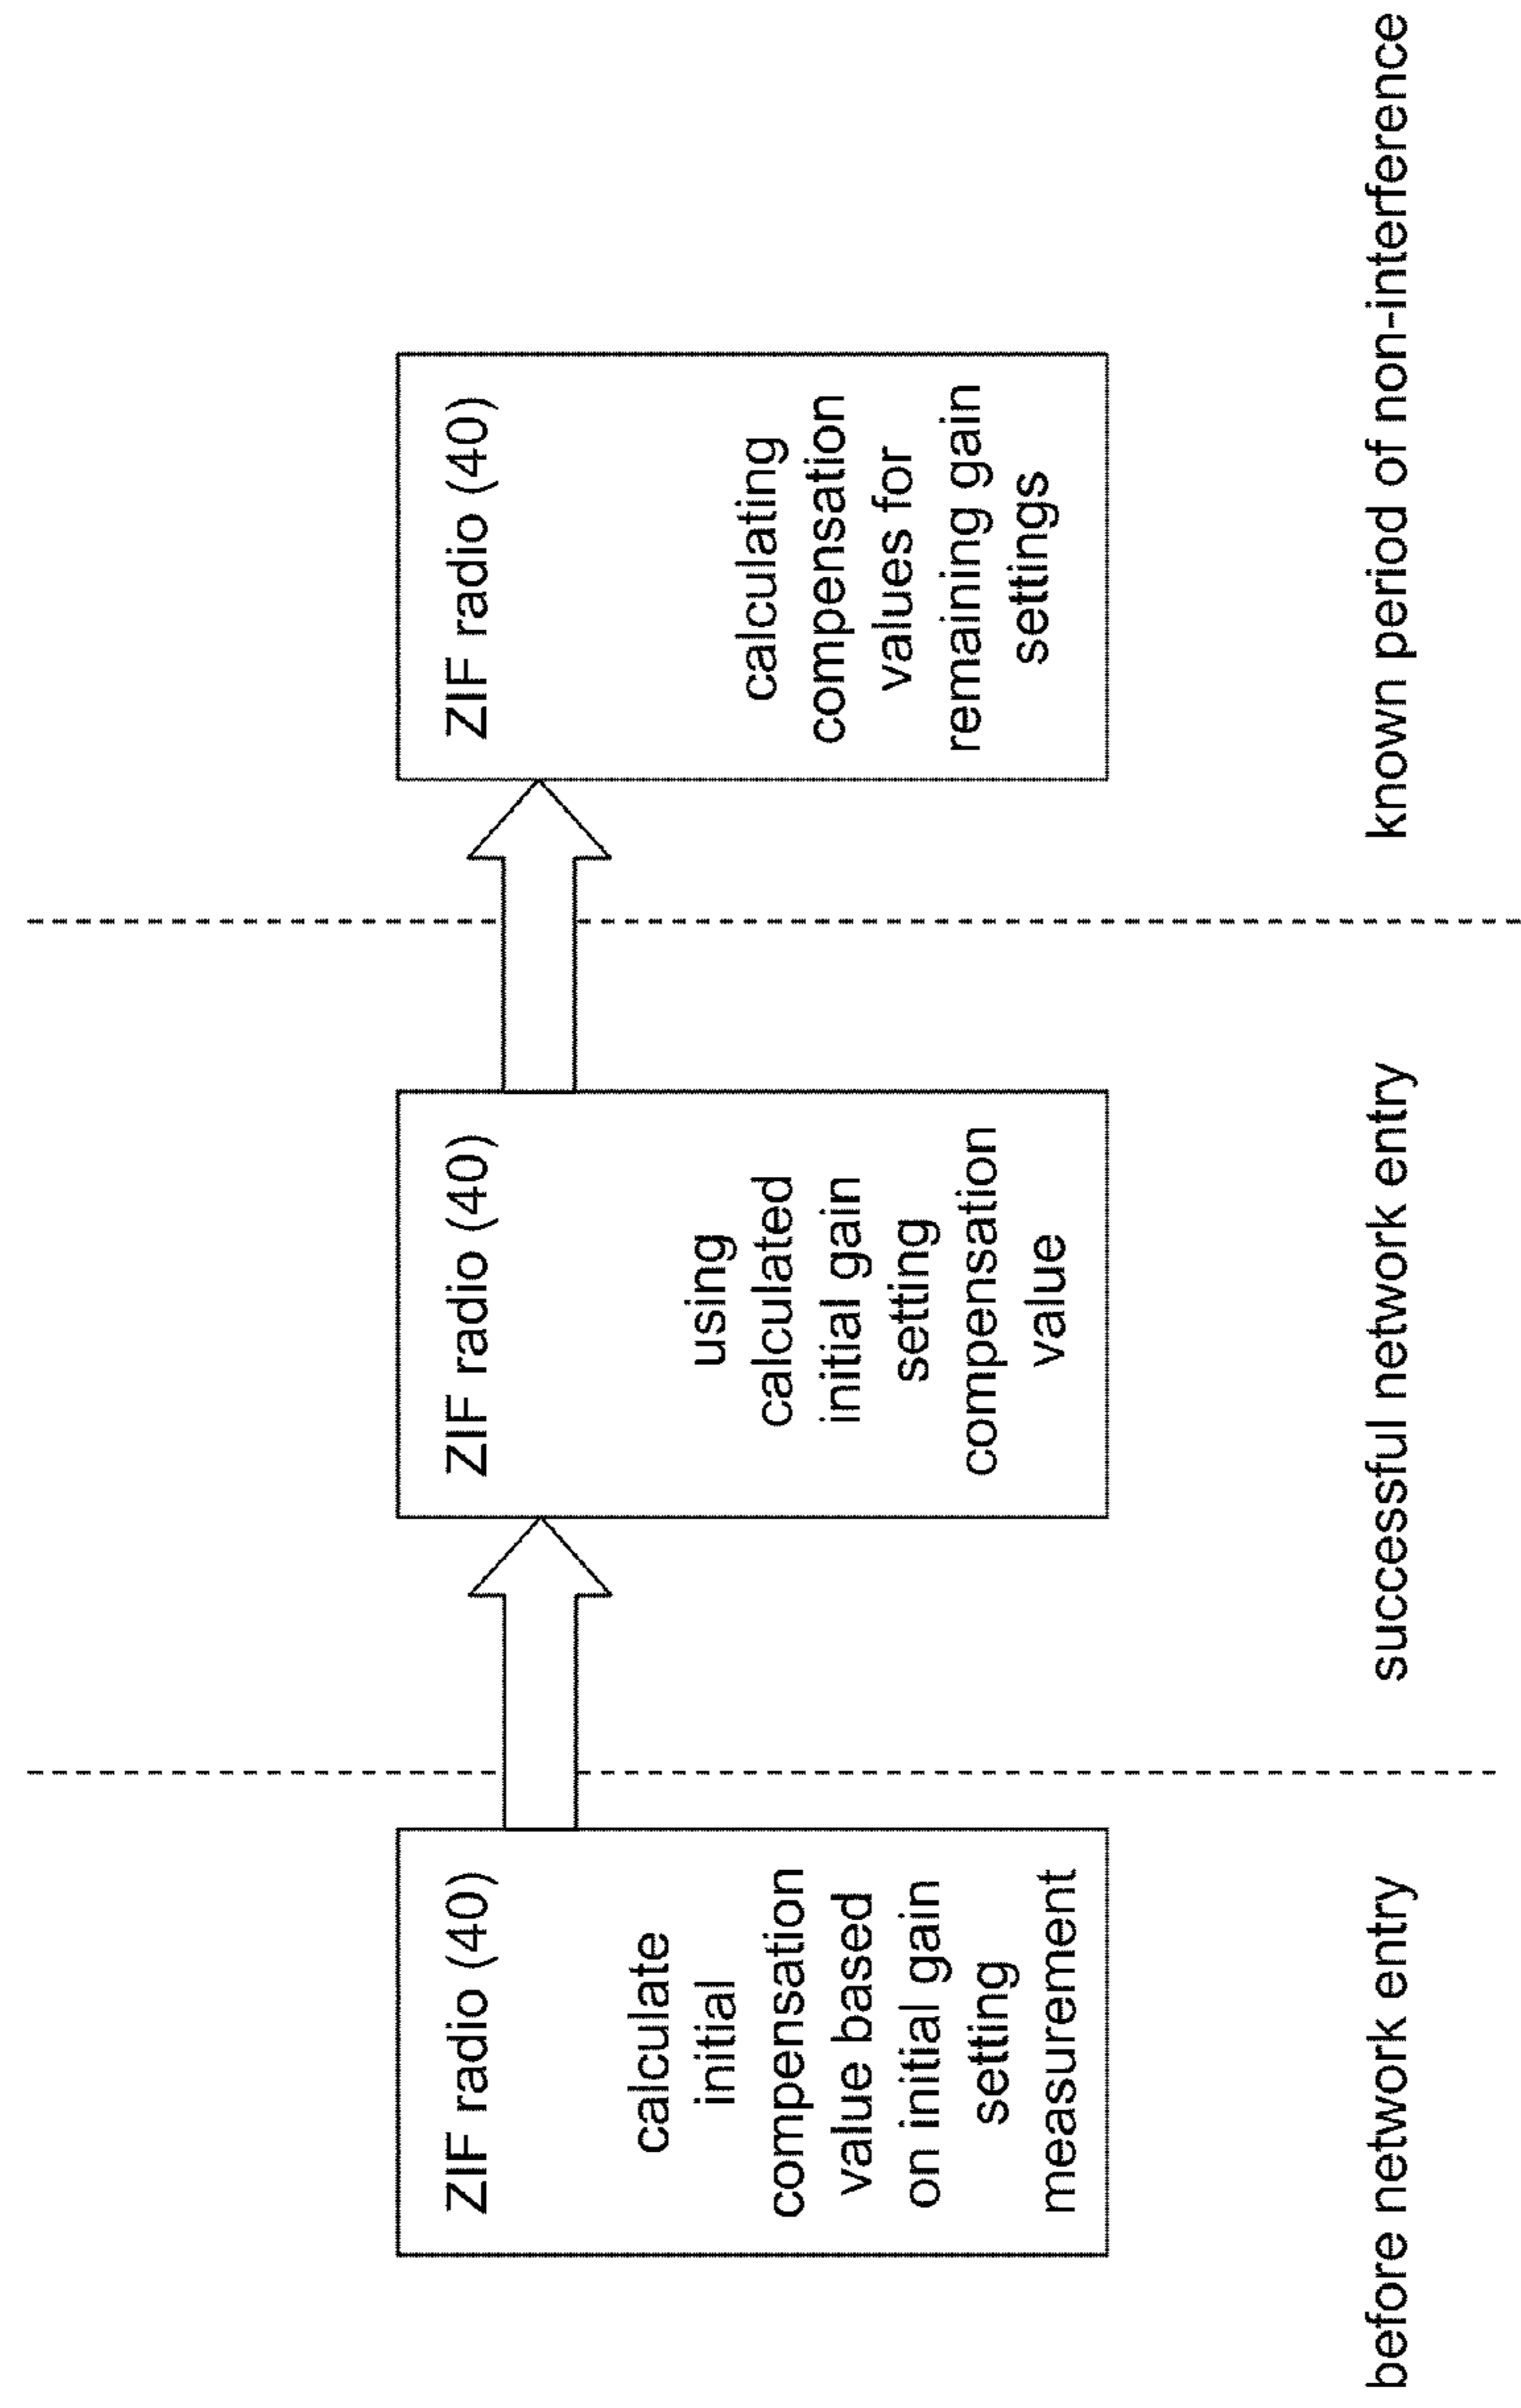 ZIF radio (40)
calculate
initial
compensation
value based
on initial gain
setting
measurement
before network entry
ZIF radio (40)
using
calculated
initial gain
setting
compensation
value
successful network entry
ZIF radio (40)
calculating
compensation
values for
remaining gain
settings
known period of non-interference